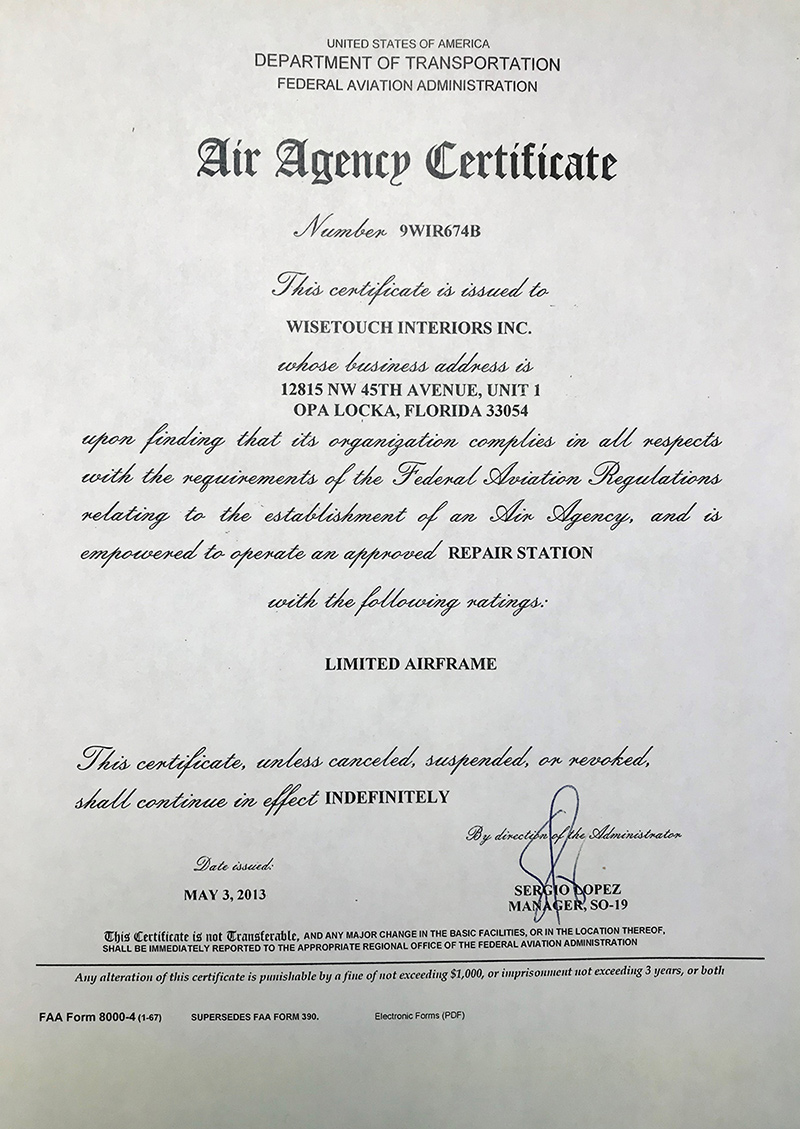 UNITED STATES OF AMERICA
DEPARTMENT OF TRANSPORTATION
FEDERAL AVIATION ADMINISTRATION
Air Agency Certificate
Number 9WIR674B
This certificate is issued to
WISETOUCH INTERIORS INC.
whose business address is
12815 NW 45TH AVENUE, UNIT 1
OPA LOCKA, FLORIDA 33054
upon finding that its organization complies in all respects
with the requirements of the Federal Aviation Regulations
relating to the establishment of an Air Agency, and is
empowered to operate an approved REPAIR STATION
with the following ratings:
LIMITED AIRFRAME
This certificate, unless canceled, suspended, or revoked,
shall continue in effect INDEFINITELY
By direction of the Administrator
Date issued:
MAY 3, 2013
SERGIO LOPEZ
MANAGER, SO-19
This Certificate is not Transferable, AND ANY MAJOR CHANGE IN THE BASIC FACILITIES, OR IN THE LOCATION THEREOF,
SHALL BE IMMEDIATELY REPORTED TO THE APPROPRIATE REGIONAL OFFICE OF THE FEDERAL AVIATION ADMINISTRATION
Any alteration of this certificate is punishable by a fine of not exceeding $1,000, or imprisonment not exceeding 3 years, or both
FAA Form 8000-4 (1-67) SUPERSEDES FAA FORM 390. Electronic Forms (PDF)